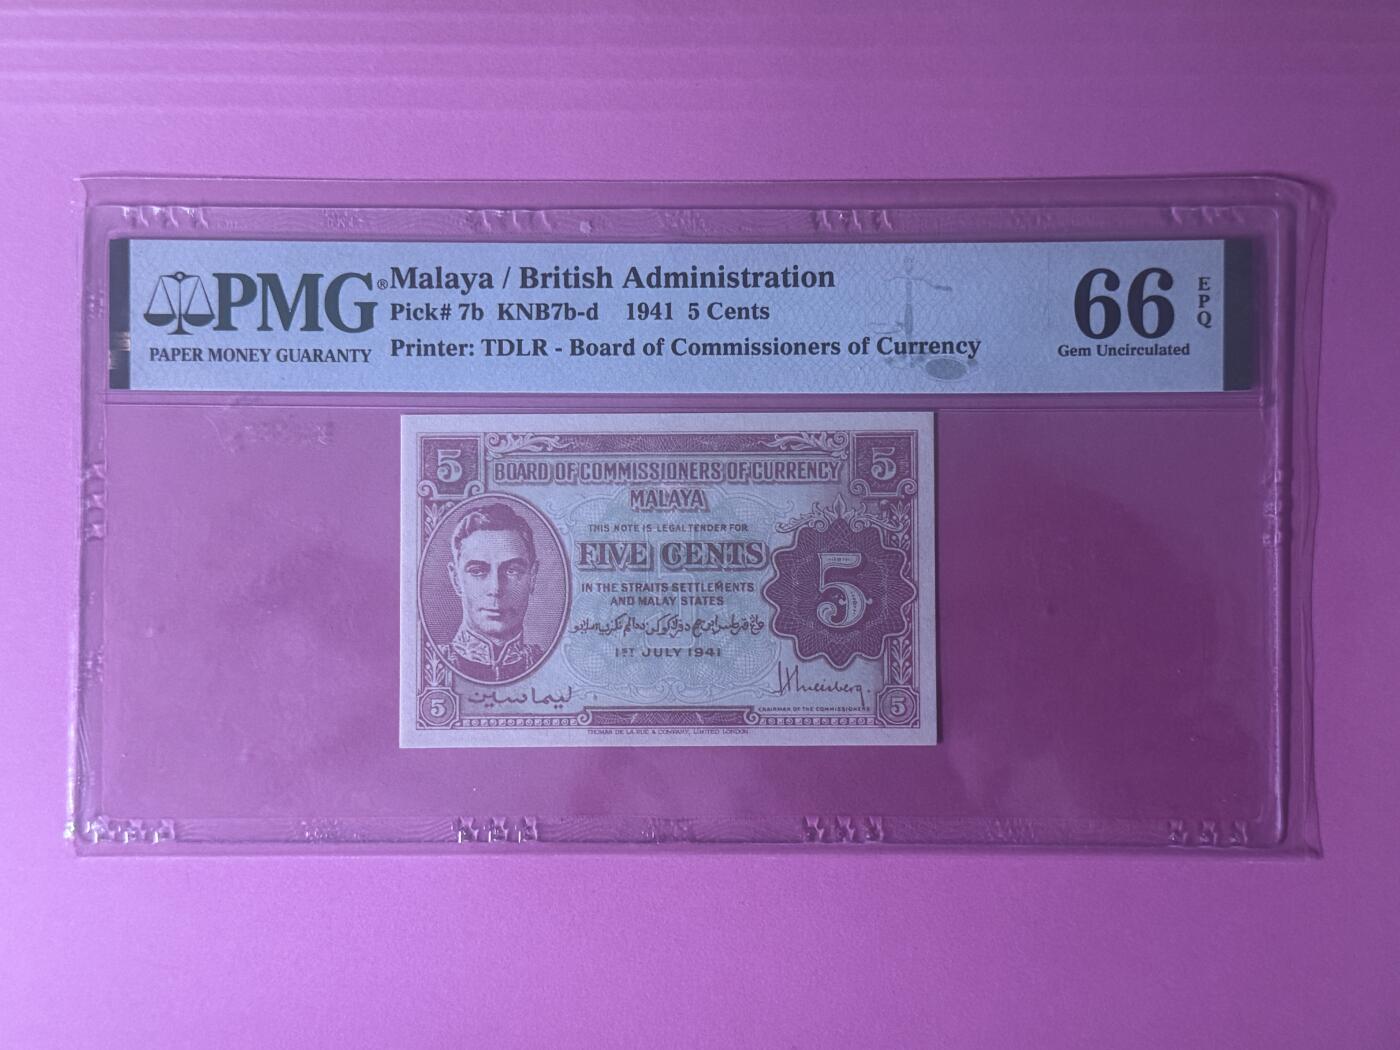 PMG® Malaya / British Administration
Pick# 7b KNB7b-d 1941 5 Cents
PAPER MONEY GUARANTY
Printer: TDLR - Board of Commissioners of Currency
66 EPQ
Gem Uncirculated
5 5
BOARD OF COMMISSIONERS OF CURRENCY
MALAYA
THIS NOTE IS LEGAL TENDER FOR
FIVE CENTS
5
IN THE STRAITS SETTLEMENTS
AND MALAY STATES
1ST JULY 1941
ليما سين
CHAIRMAN OF THE COMMISSIONERS
5 5
THOMAS DE LA RUE & COMPANY, LIMITED LONDON